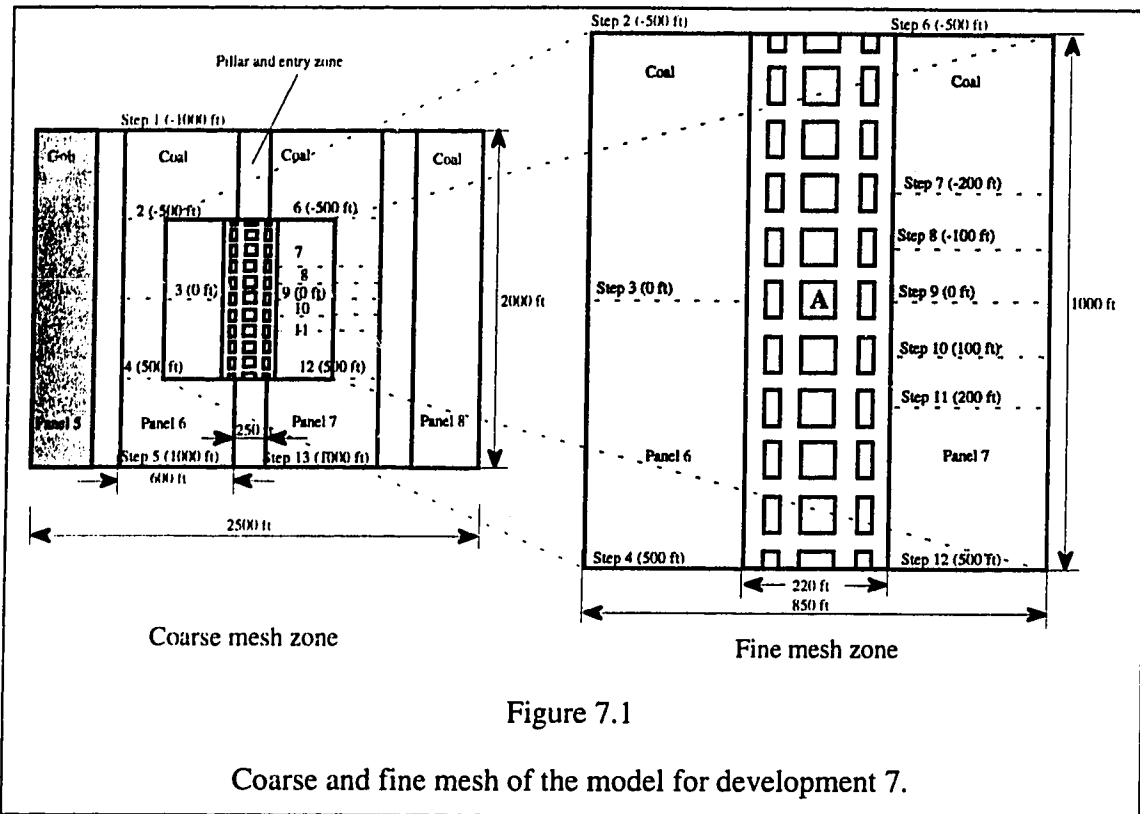 Pillar and entry zone
Step 1 (-1000 ft)
Gob
Coal
Coal
Coal
2 (-500 ft)
6 (-500 ft)
7
8
3 (0 ft)
9 (0 ft)
10
11
4 (500 ft)
12 (500 ft)
Panel 5
Panel 6
250
Panel 7
Panel 8
Step 5 (1000 ft)
Step 13 (1000 ft)
600 ft
2500 ft
2000 ft
Coarse mesh zone
Step 2 (-500 ft)
Step 6 (-500 ft)
Coal
Coal
Step 7 (-200 ft)
Step 8 (-100 ft)
Step 3 (0 ft)
A
Step 9 (0 ft)
1000 ft
Step 10 (100 ft)
Step 11 (200 ft)
Panel 6
Panel 7
Step 4 (500 ft)
Step 12 (500 ft)
220 ft
850 ft
Fine mesh zone
Figure 7.1
Coarse and fine mesh of the model for development 7.